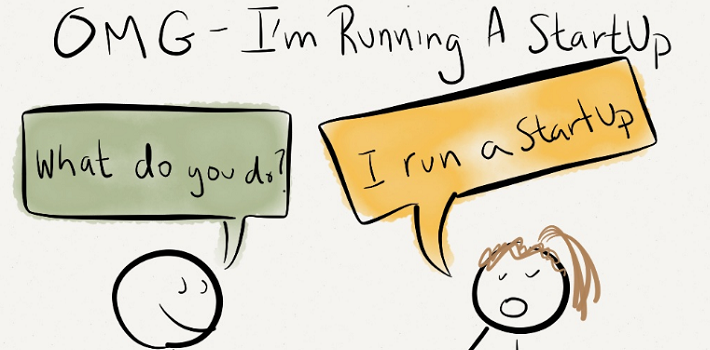 OMG - I'm Running A StartUp
What do you do?
I run a StartUp